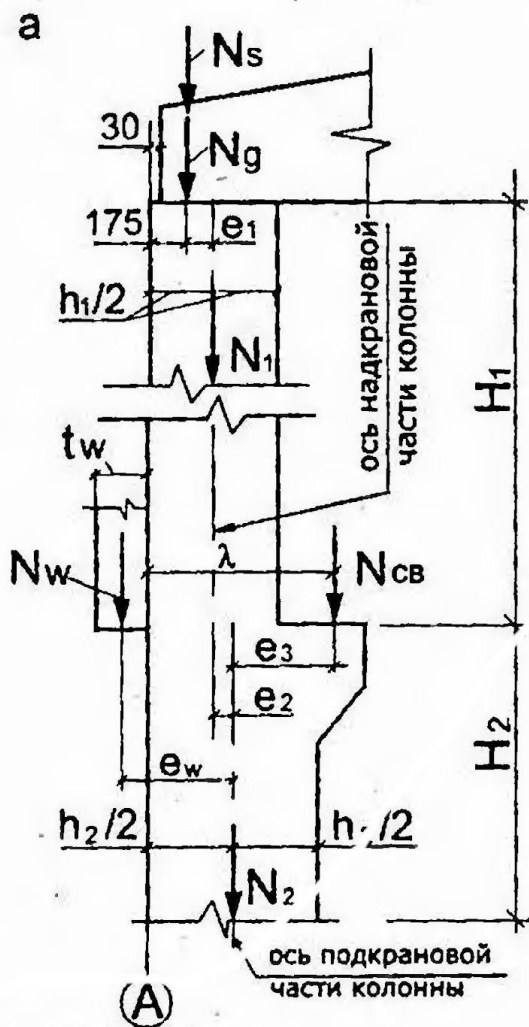 а
Ns
30
Ng
175
e1
h1/2
N1
ось надкрановой
части колонны
H1
tw
Nw
λ
Nсв
e3
e2
ew
H2
h2/2
h /2
N2
ось подкрановой
части колонны
А